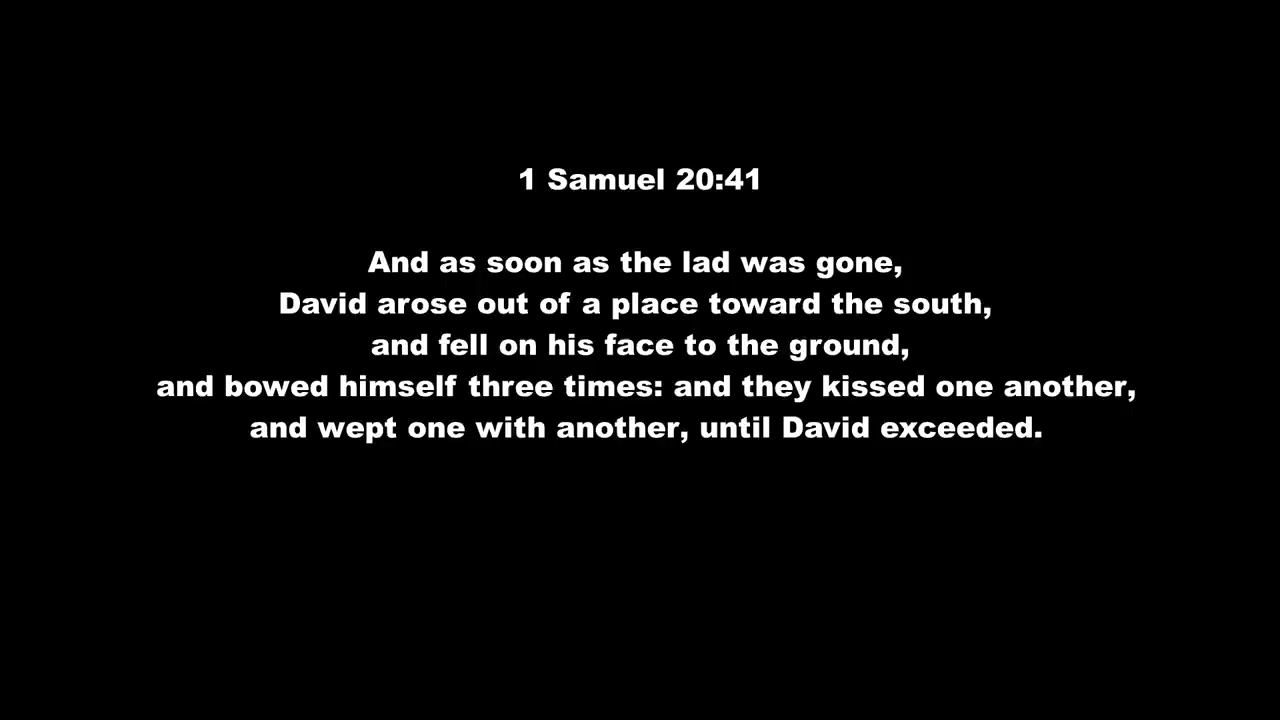 1 Samuel 20:41
And as soon as the lad was gone,
David arose out of a place toward the south,
and fell on his face to the ground,
and bowed himself three times: and they kissed one another,
and wept one with another, until David exceeded.